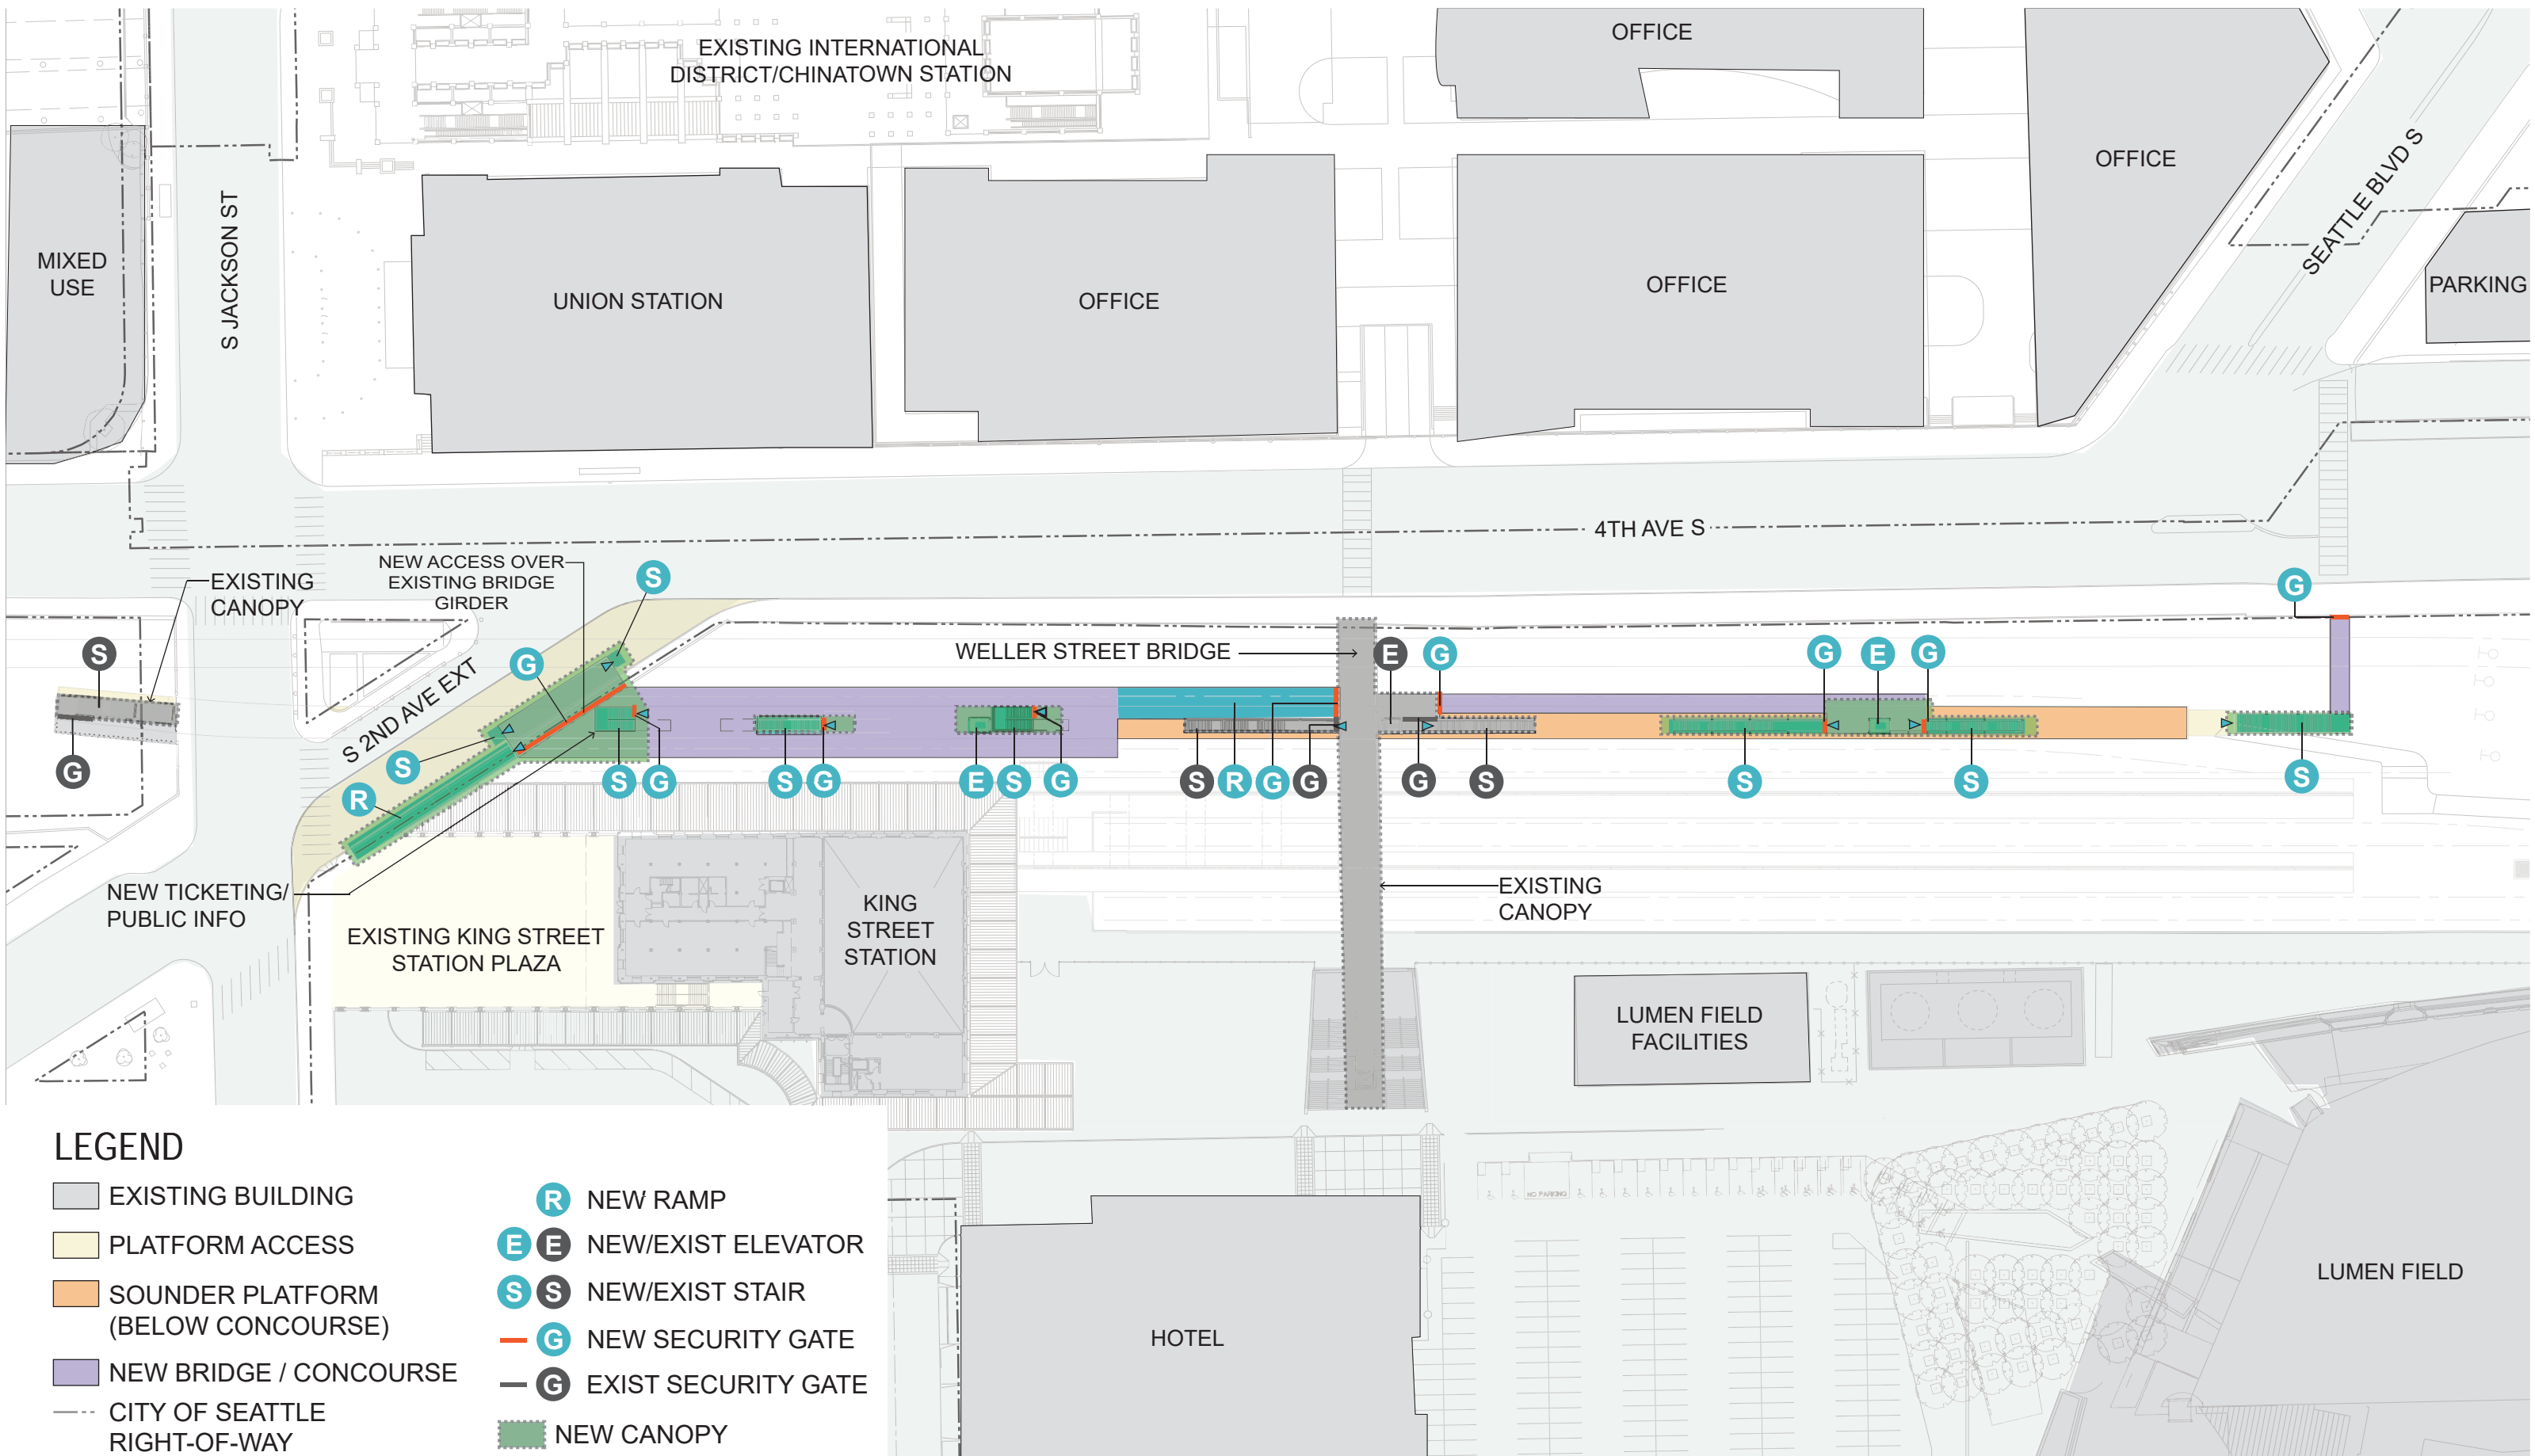 EXISTING INTERNATIONAL
DISTRICT/CHINATOWN STATION
OFFICE
OFFICE
SEATTLE BLVD S
MIXED
USE
S JACKSON ST
UNION STATION
OFFICE
OFFICE
PARKING
4TH AVE S
EXISTING
CANOPY
NEW ACCESS OVER
EXISTING BRIDGE
GIRDER
S
G
S
G
S 2ND AVE EXT
WELLER STREET BRIDGE
E
G
G
E
G
G
S
R
S
G
S
G
E
S
G
S
R
G
G
G
S
S
S
S
NEW TICKETING/
PUBLIC INFO
EXISTING KING STREET
STATION PLAZA
KING
STREET
STATION
EXISTING
CANOPY
LUMEN FIELD
FACILITIES
LUMEN FIELD
HOTEL
NO PARKING
LEGEND
EXISTING BUILDING
PLATFORM ACCESS
SOUNDER PLATFORM
(BELOW CONCOURSE)
NEW BRIDGE / CONCOURSE
CITY OF SEATTLE
RIGHT-OF-WAY
R NEW RAMP
E E NEW/EXIST ELEVATOR
S S NEW/EXIST STAIR
G NEW SECURITY GATE
G EXIST SECURITY GATE
NEW CANOPY